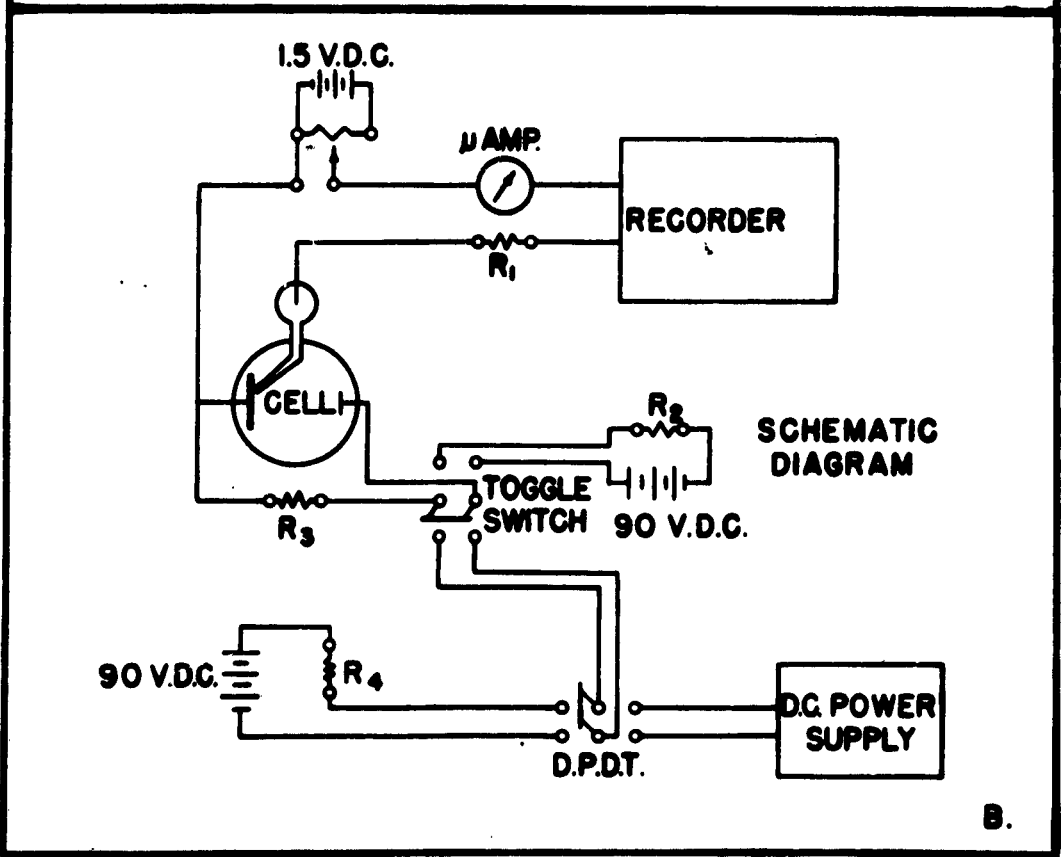 1.5 V.D.C.
μ AMP.
RECORDER
R₁
CELL
R₂
SCHEMATIC
DIAGRAM
TOGGLE
SWITCH
90 V.D.C.
R₃
90 V.D.C.
R₄
D.C. POWER
SUPPLY
D.P.D.T.
B.